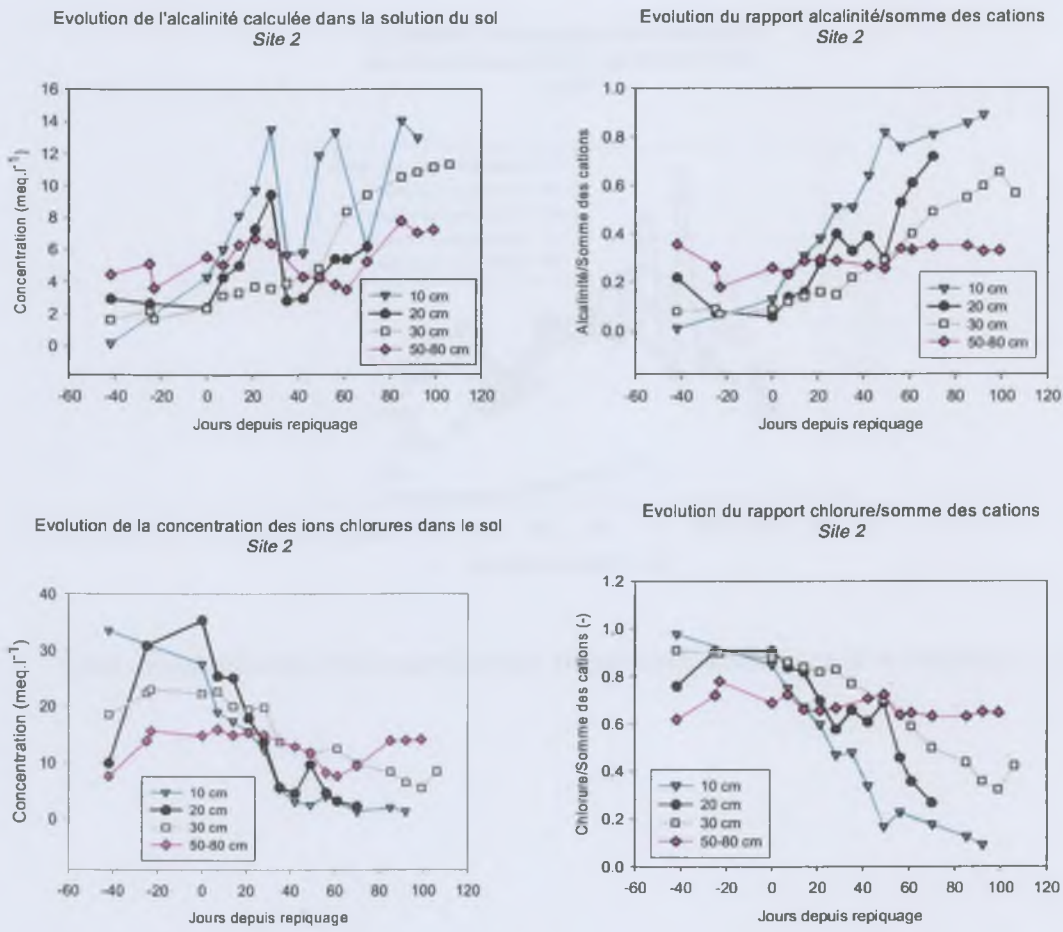 Evolution de l'alcalinité calculée dans la solution du sol
Site 2
Concentration (meq.l⁻¹)
16
14
12
10
8
6
4
2
0
10 cm
20 cm
30 cm
50-80 cm
-60 -40 -20 0 20 40 60 80 100 120
Jours depuis repiquage
Evolution du rapport alcalinité/somme des cations
Site 2
Alcalinité/Somme des cations
1.0
0.8
0.6
0.4
0.2
0.0
10 cm
20 cm
30 cm
50-80 cm
-60 -40 -20 0 20 40 60 80 100 120
Jours depuis repiquage
Evolution de la concentration des ions chlorures dans le sol
Site 2
Concentration (meq.l⁻¹)
40
30
20
10
0
10 cm
20 cm
30 cm
50-80 cm
-60 -40 -20 0 20 40 60 80 100 120
Jours depuis repiquage
Evolution du rapport chlorure/somme des cations
Site 2
Chlorure/Somme des cations (-)
1.2
1.0
0.8
0.6
0.4
0.2
0.0
10 cm
20 cm
30 cm
50-80 cm
-60 -40 -20 0 20 40 60 80 100 120
Jours depuis repiquage